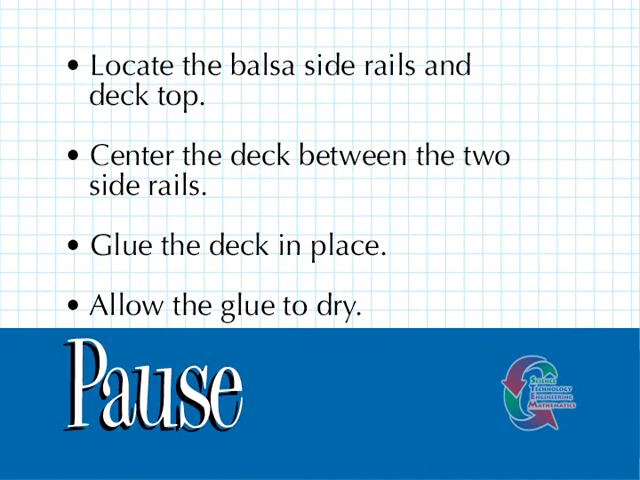 • Locate the balsa side rails and
deck top.
• Center the deck between the two
side rails.
• Glue the deck in place.
• Allow the glue to dry.
Pause
Science
Technology
Engineering
Mathematics